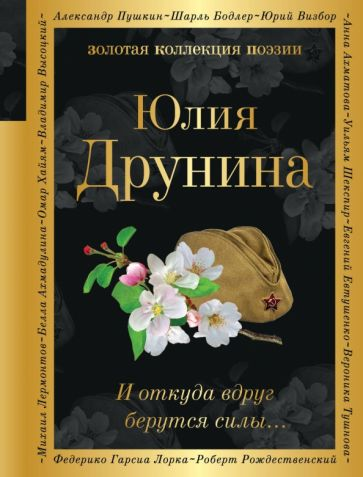 Александр Пушкин~Шарль Бодлер~Юрий Визбор
золотая коллекция поэзии
Юлия
Друнина
И откуда вдруг
берутся силы...
~Михаил Лермонтов~Белла Ахмадулина~Омар Хайям~Владимир Высоцкий~
~Анна Ахматова~Уильям Шекспир~Евгений Евтушенко~Вероника Тушнова~
Федерико Гарсиа Лорка~Роберт Рождественский